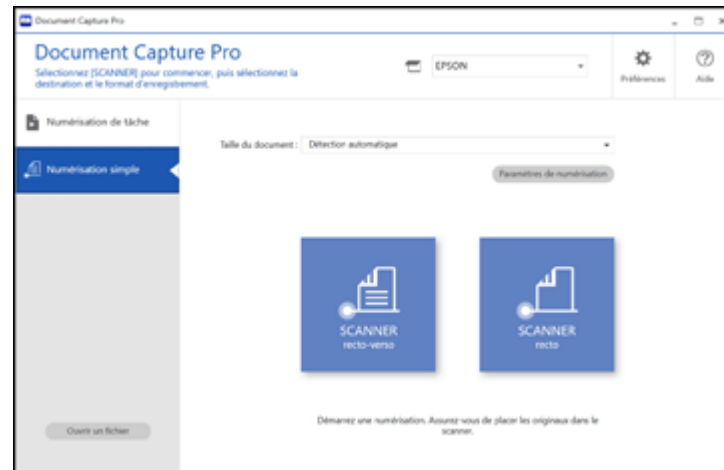 Document Capture Pro
Document Capture Pro
Sélectionnez [SCANNER] pour commencer, puis sélectionnez la
destination et le format d'enregistrement.
EPSON
Préférences
Aide
Numérisation de tâche
Numérisation simple
Taille du document :
Détection automatique
Paramètres de numérisation
SCANNER
recto-verso
SCANNER
recto
Ouvrir un fichier
Démarrez une numérisation. Assurez-vous de placer les originaux dans le
scanner.